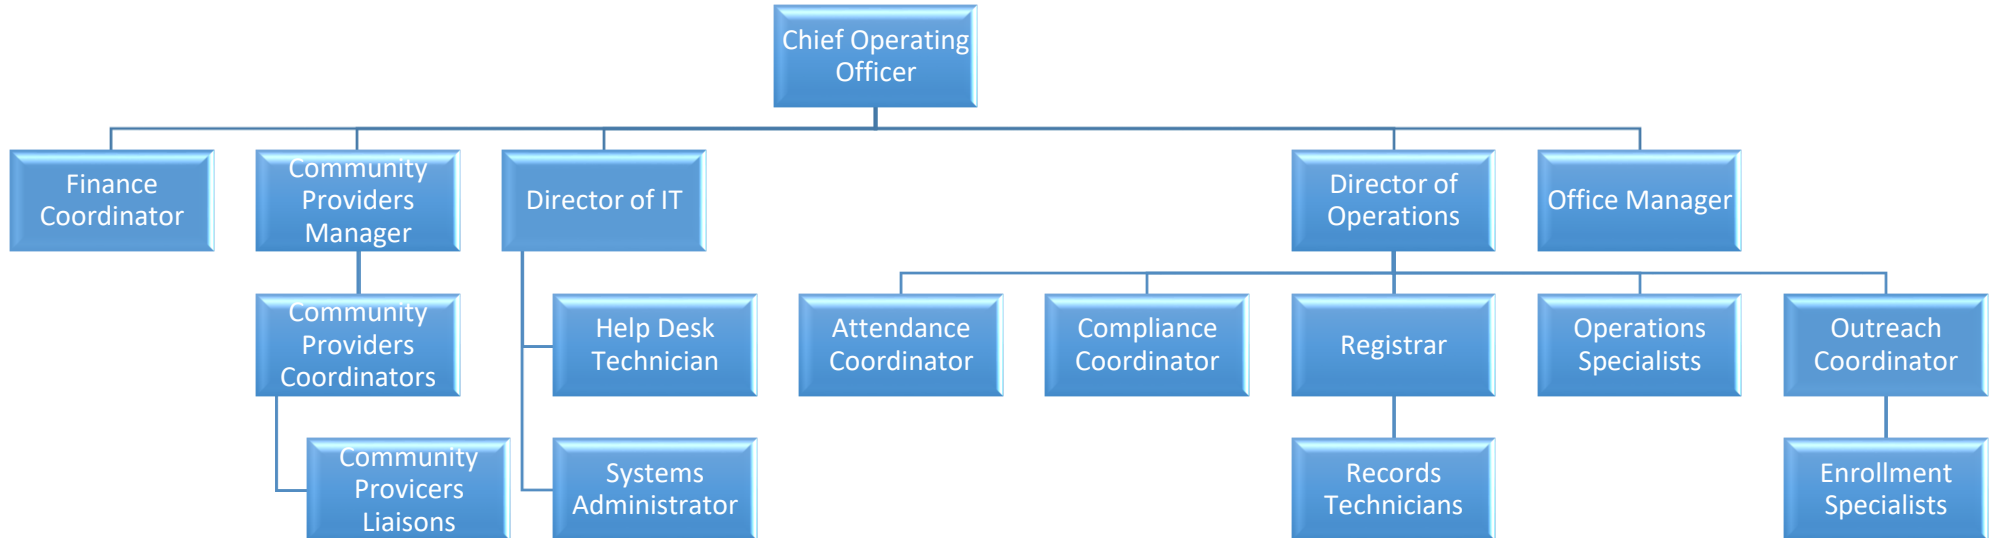 Chief Operating
Officer
Finance
Coordinator
Community
Providers
Manager
Director of IT
Director of
Operations
Office Manager
Community
Providers
Coordinators
Help Desk
Technician
Attendance
Coordinator
Compliance
Coordinator
Registrar
Operations
Specialists
Outreach
Coordinator
Community
Provicers
Liaisons
Systems
Administrator
Records
Technicians
Enrollment
Specialists